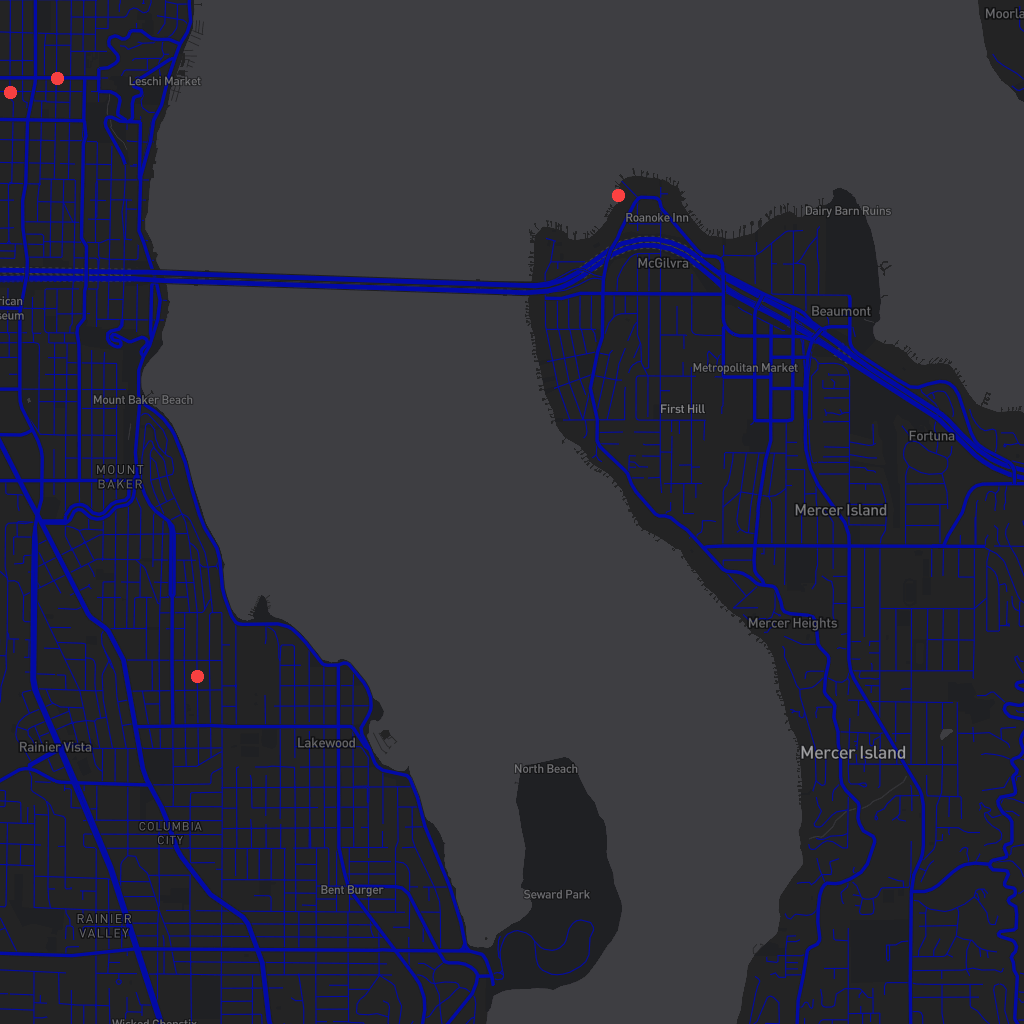 Moorla
Leschi Market
Dairy Barn Ruins
Roanoke Inn
McGilvra
rican
seum
Beaumont
Metropolitan Market
Mount Baker Beach
First Hill
Fortuna
MOUNT
BAKER
Mercer Island
Mercer Heights
Lakewood
Rainier Vista
Mercer Island
North Beach
COLUMBIA
CITY
Bent Burger
Seward Park
RAINIER
VALLEY
Wicked Chopstix